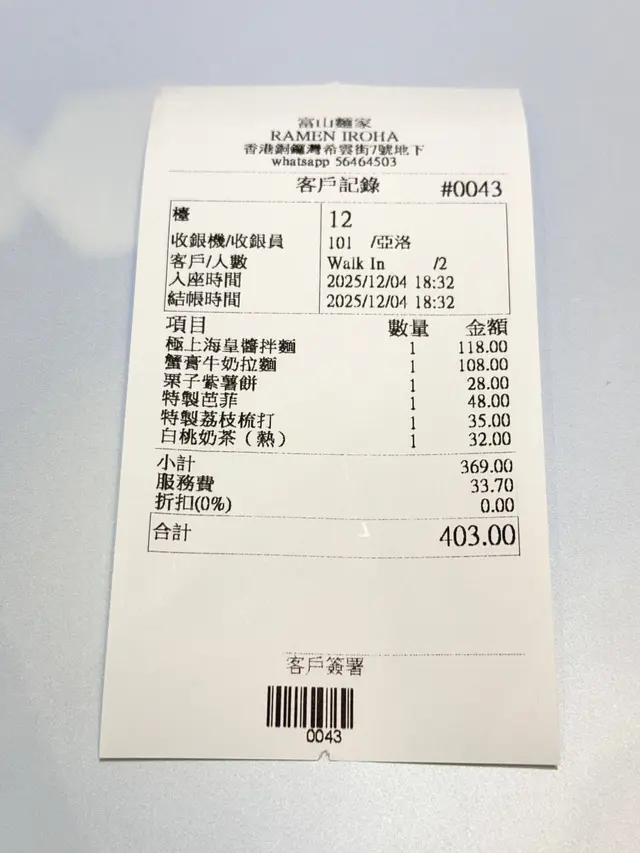 富山麵家
RAMEN IROHA
香港銅鑼灣希雲街7號地下
whatsapp 56464503
客戶記錄 #0043
檯 12
收銀機/收銀員 101 /亞洛
客戶/人數 Walk In /2
入座時間 2025/12/04 18:32
結帳時間 2025/12/04 18:32
項目 數量 金額
極上海皇醬拌麵 1 118.00
蟹膏牛奶拉麵 1 108.00
栗子紫薯餅 1 28.00
特製芭菲 1 48.00
特製荔枝梳打 1 35.00
白桃奶茶（熱） 1 32.00
小計 369.00
服務費 33.70
折扣(0%) 0.00
合計 403.00
客戶簽署
0043